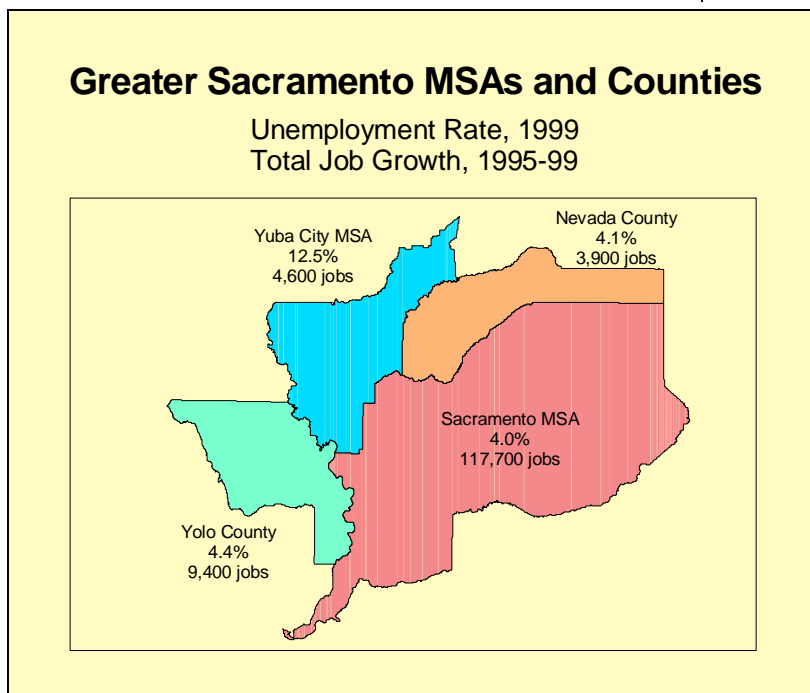 Greater Sacramento MSAs and Counties
Unemployment Rate, 1999
Total Job Growth, 1995-99
Nevada County
4.1%
3,900 jobs
Yuba City MSA
12.5%
4,600 jobs
Sacramento MSA
4.0%
117,700 jobs
Yolo County
4.4%
9,400 jobs